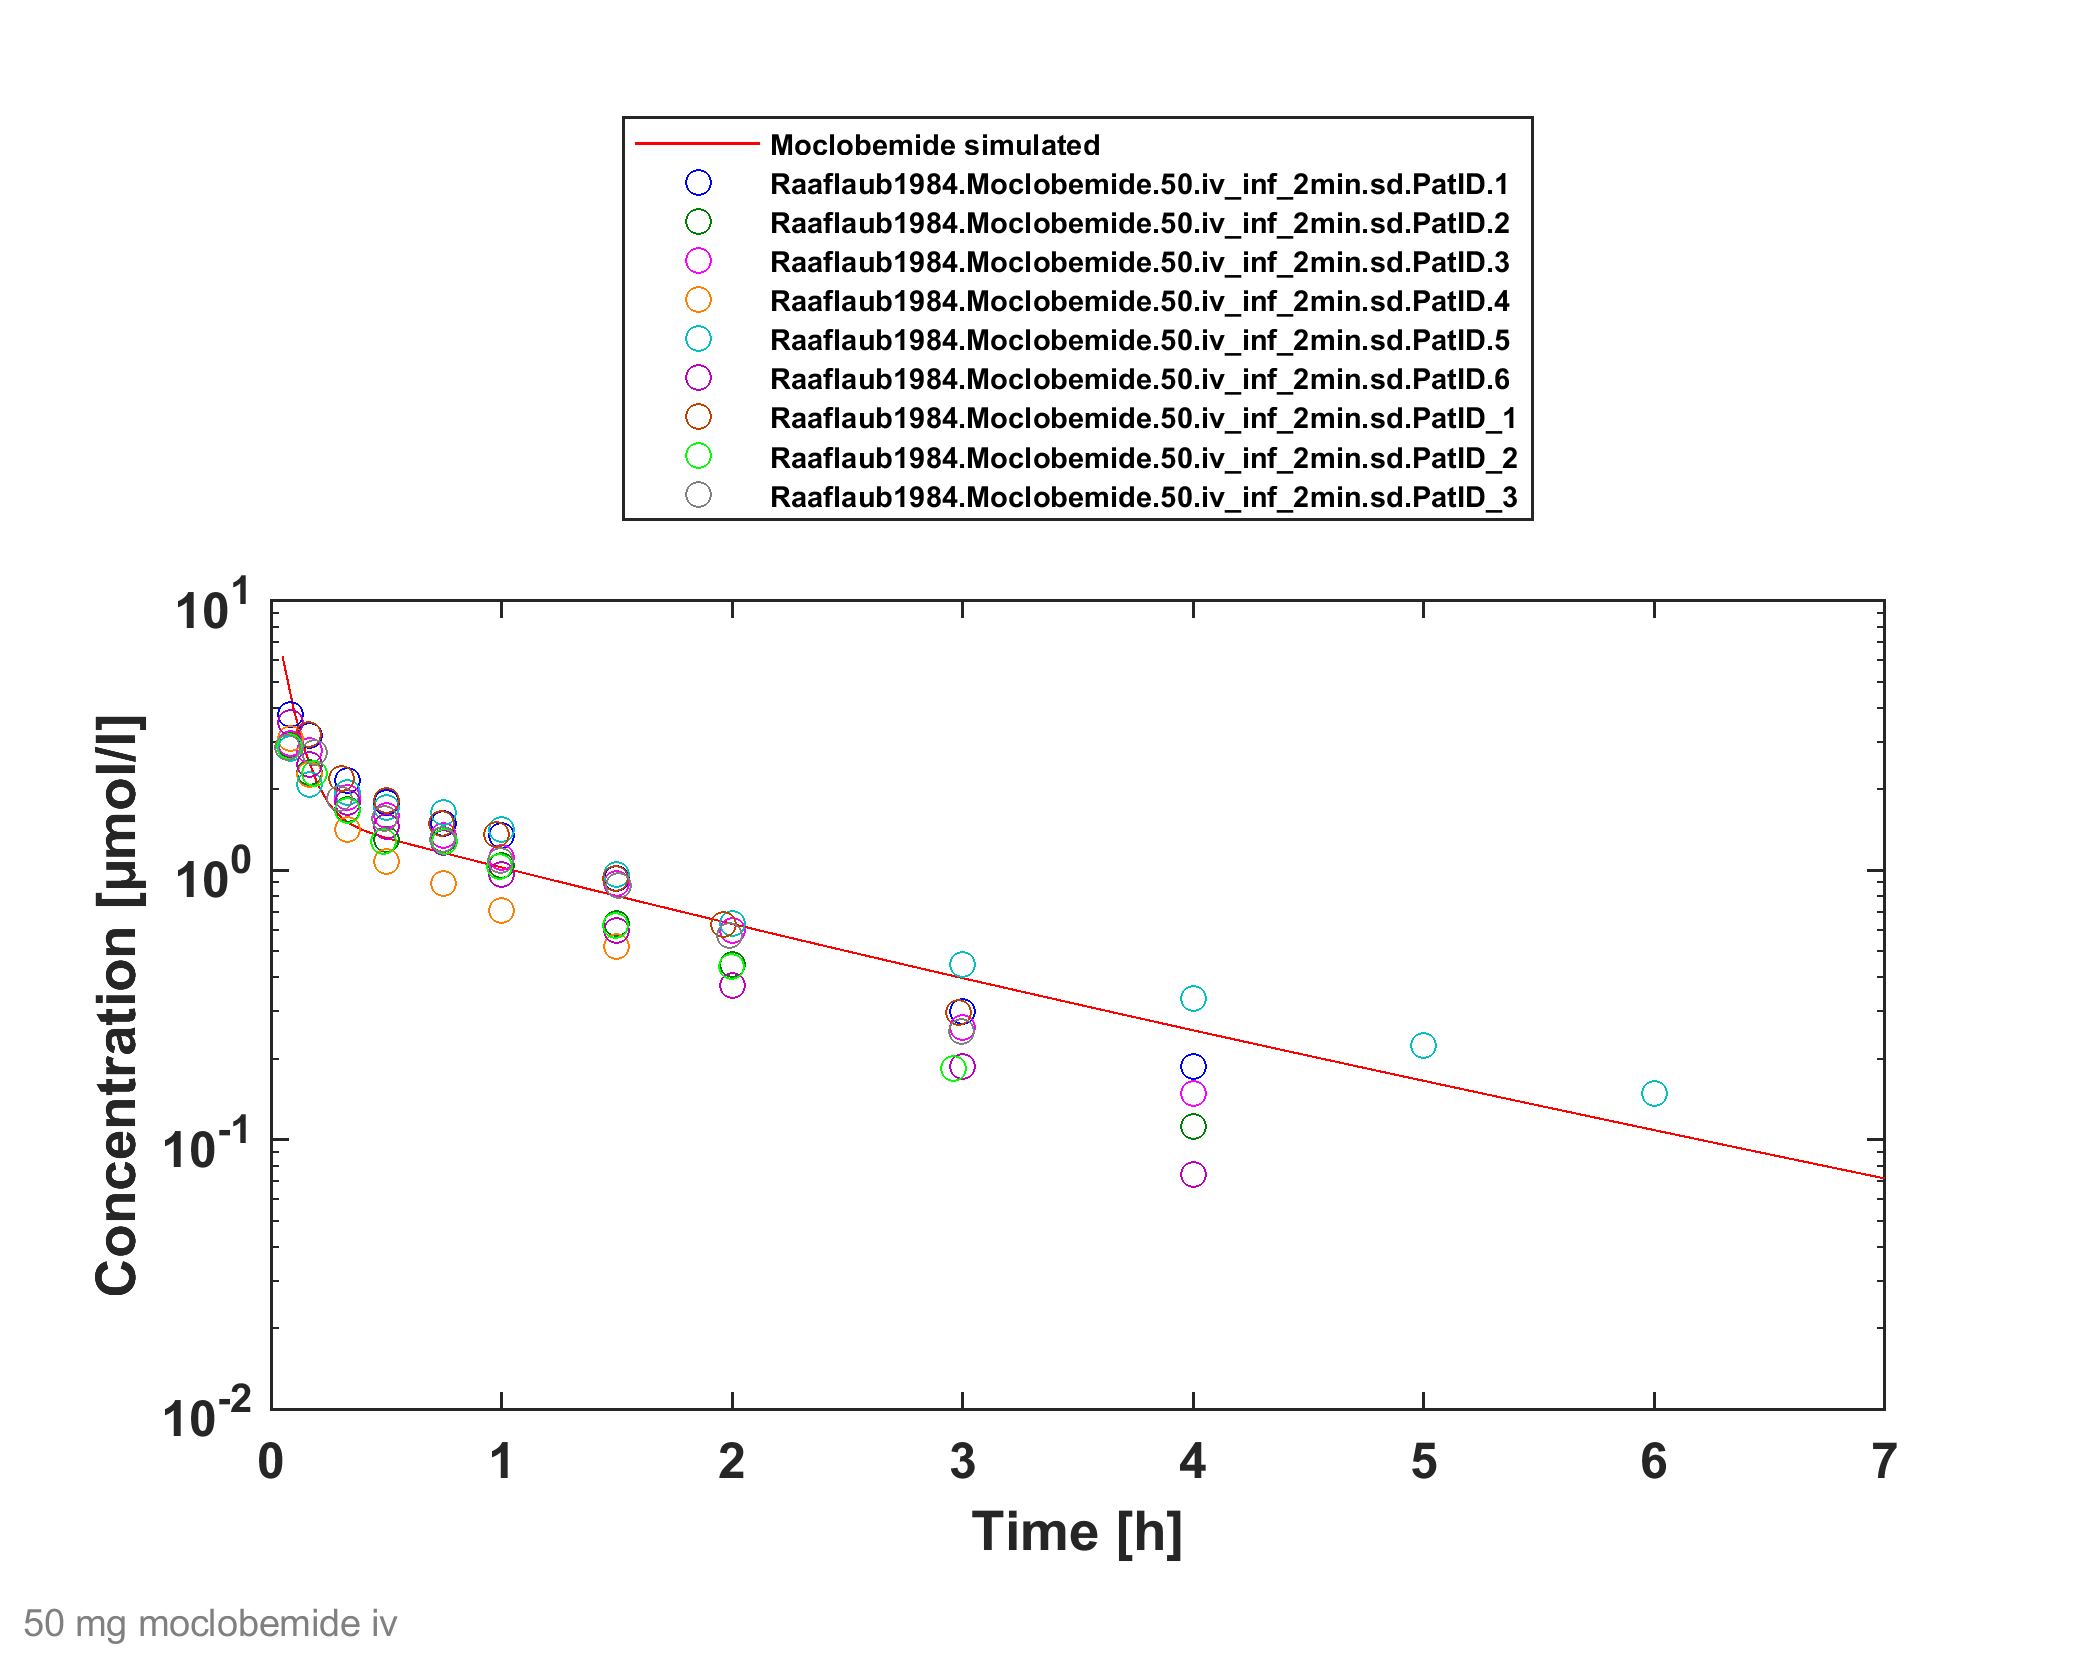 Moclobemide simulated
Raaflaub1984.Moclobemide.50.iv_inf_2min.sd.PatID.1
Raaflaub1984.Moclobemide.50.iv_inf_2min.sd.PatID.2
Raaflaub1984.Moclobemide.50.iv_inf_2min.sd.PatID.3
Raaflaub1984.Moclobemide.50.iv_inf_2min.sd.PatID.4
Raaflaub1984.Moclobemide.50.iv_inf_2min.sd.PatID.5
Raaflaub1984.Moclobemide.50.iv_inf_2min.sd.PatID.6
Raaflaub1984.Moclobemide.50.iv_inf_2min.sd.PatID_1
Raaflaub1984.Moclobemide.50.iv_inf_2min.sd.PatID_2
Raaflaub1984.Moclobemide.50.iv_inf_2min.sd.PatID_3
Concentration [µmol/l]
10^1
10^0
10^-1
10^-2
0 1 2 3 4 5 6 7
Time [h]
50 mg moclobemide iv